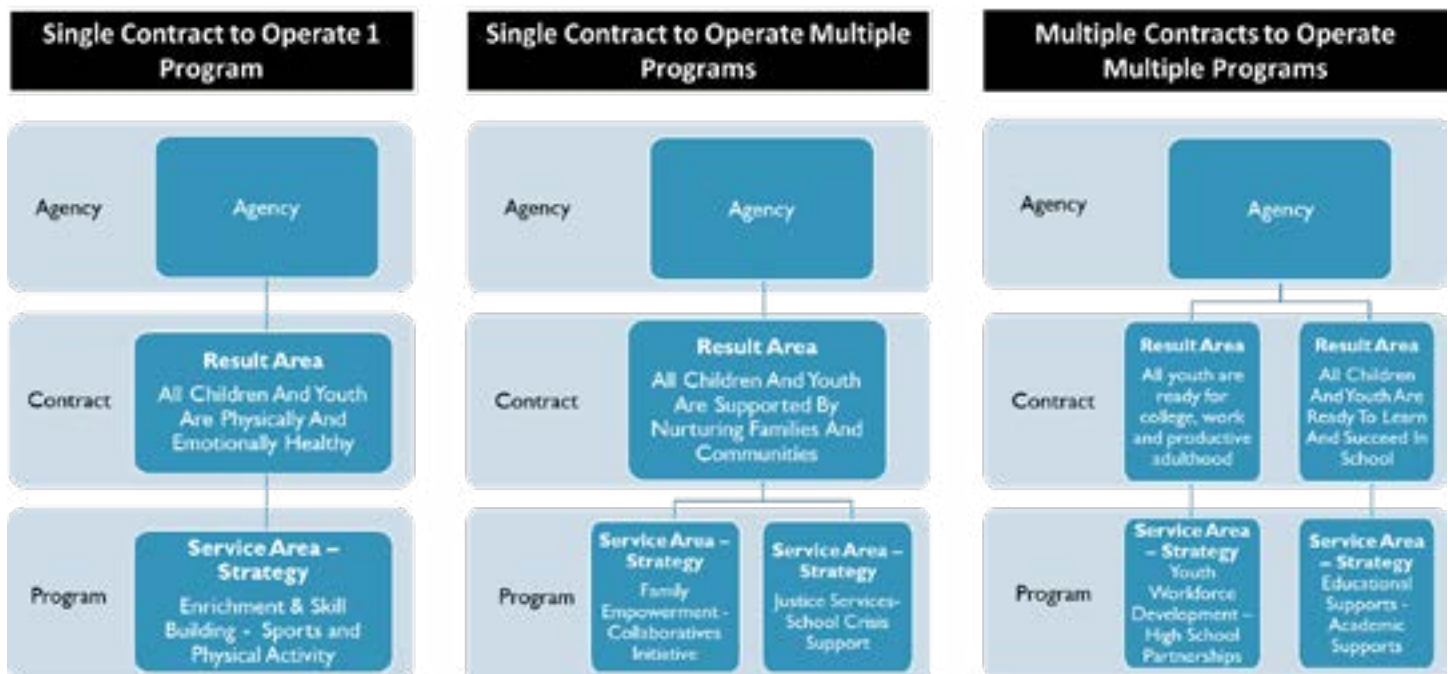 Single Contract to Operate 1
Program
Agency
Agency
Contract
Result Area
All Children And Youth
Are Physically And
Emotionally Healthy
Program
Service Area –
Strategy
Enrichment & Skill
Building - Sports and
Physical Activity
Single Contract to Operate Multiple
Programs
Agency
Agency
Contract
Result Area
All Children And Youth
Are Supported By
Nurturing Families And
Communities
Program
Service Area –
Strategy
Family
Empowerment -
Collaboratives
Initiative
Service Area –
Strategy
Justice Services-
School Crisis
Support
Multiple Contracts to Operate
Multiple Programs
Agency
Agency
Contract
Result Area
All youth are
ready for
college, work
and productive
adulthood
Result Area
All Children
And Youth Are
Ready To Learn
And Succeed In
School
Program
Service Area
– Strategy
Youth
Workforce
Development –
High School
Partnerships
Service Area
– Strategy
Educational
Supports -
Academic
Supports